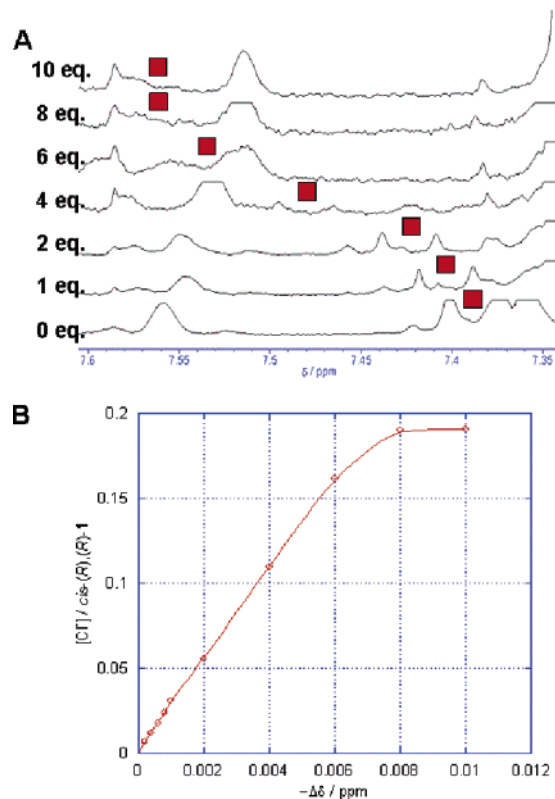 A
10 eq.
8 eq.
6 eq.
4 eq.
2 eq.
1 eq.
0 eq.
7.6 7.55 7.5 7.45 7.4 7.35
δ / ppm
B
[Cl⁻] / cis-(R),(R)-1
0.2
0.15
0.1
0.05
0
0 0.002 0.004 0.006 0.008 0.01 0.012
−Δδ / ppm